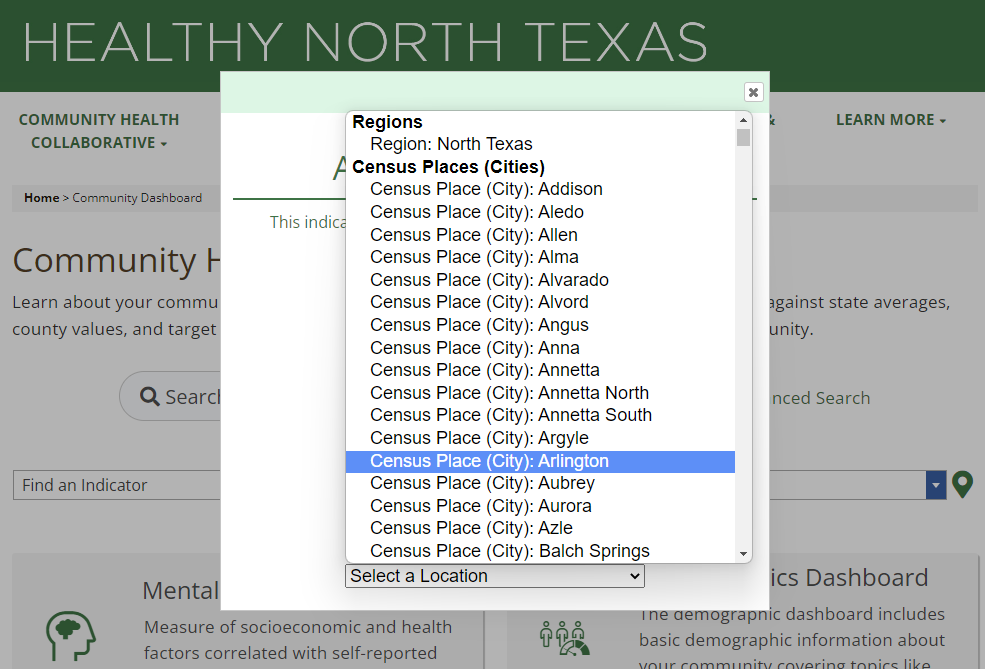 HEALTHY NORTH TEXAS
COMMUNITY HEALTH
COLLABORATIVE
&
LEARN MORE
Home > Community Dashboard
Regions
Region: North Texas
Census Places (Cities)
Census Place (City): Addison
Census Place (City): Aledo
Census Place (City): Allen
Census Place (City): Alma
Census Place (City): Alvarado
Census Place (City): Alvord
Census Place (City): Angus
Census Place (City): Anna
Census Place (City): Annetta
Census Place (City): Annetta North
Census Place (City): Annetta South
Census Place (City): Argyle
Census Place (City): Arlington
Census Place (City): Aubrey
Census Place (City): Aurora
Census Place (City): Azle
Census Place (City): Balch Springs
Select a Location
This indica
Community H
Learn about your commu against state averages,
county values, and target unity.
Search
nced Search
Find an Indicator
Mental
Measure of socioeconomic and health
factors correlated with self-reported
ics Dashboard
The demographic dashboard includes
basic demographic information about
your community covering topics like